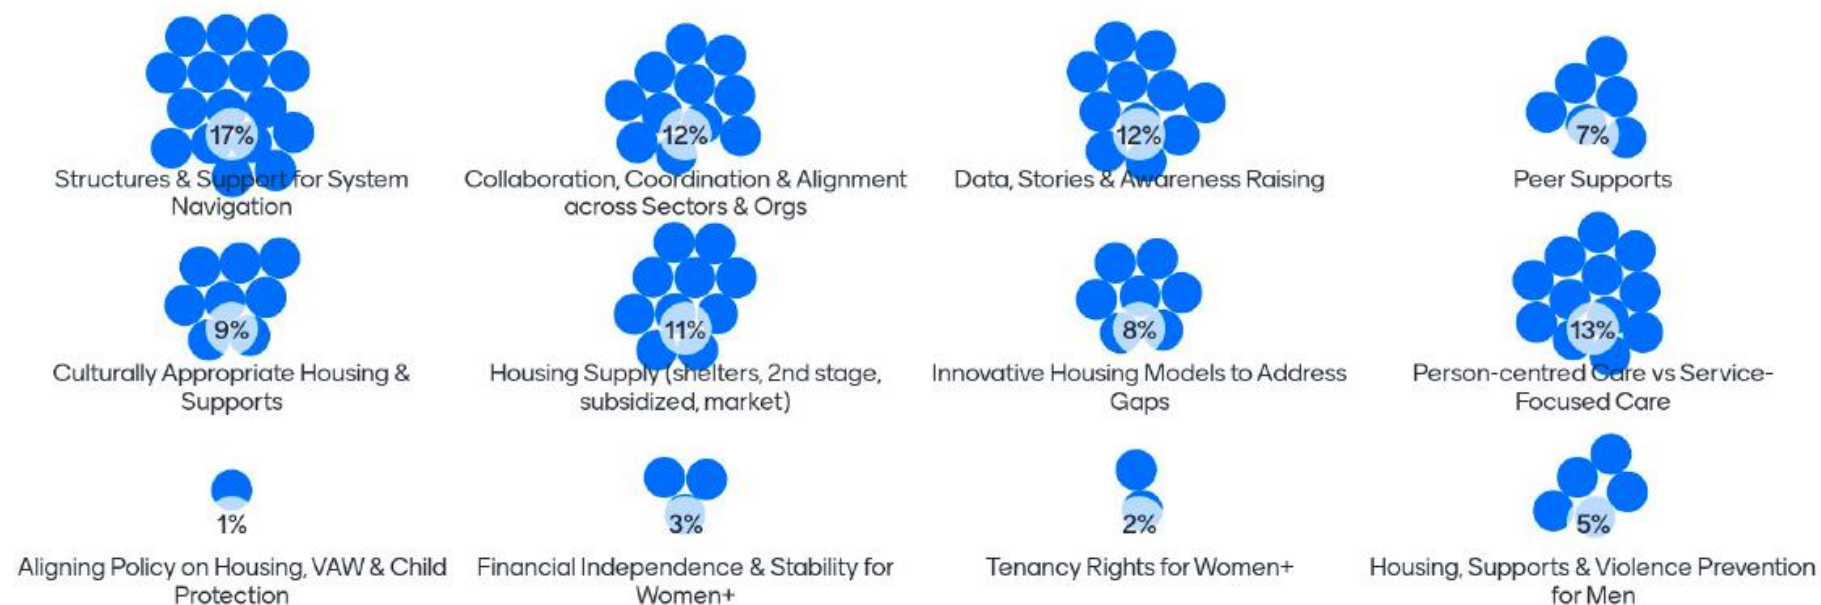 17%
12%
12%
7%
Structures & Support for System
Navigation
Collaboration, Coordination & Alignment
across Sectors & Orgs
Data, Stories & Awareness Raising
Peer Supports
9%
11%
8%
13%
Culturally Appropriate Housing &
Supports
Housing Supply (shelters, 2nd stage,
subsidized, market)
Innovative Housing Models to Address
Gaps
Person-centred Care vs Service-
Focused Care
1%
3%
2%
5%
Aligning Policy on Housing, VAW & Child
Protection
Financial Independence & Stability for
Women+
Tenancy Rights for Women+
Housing, Supports & Violence Prevention
for Men